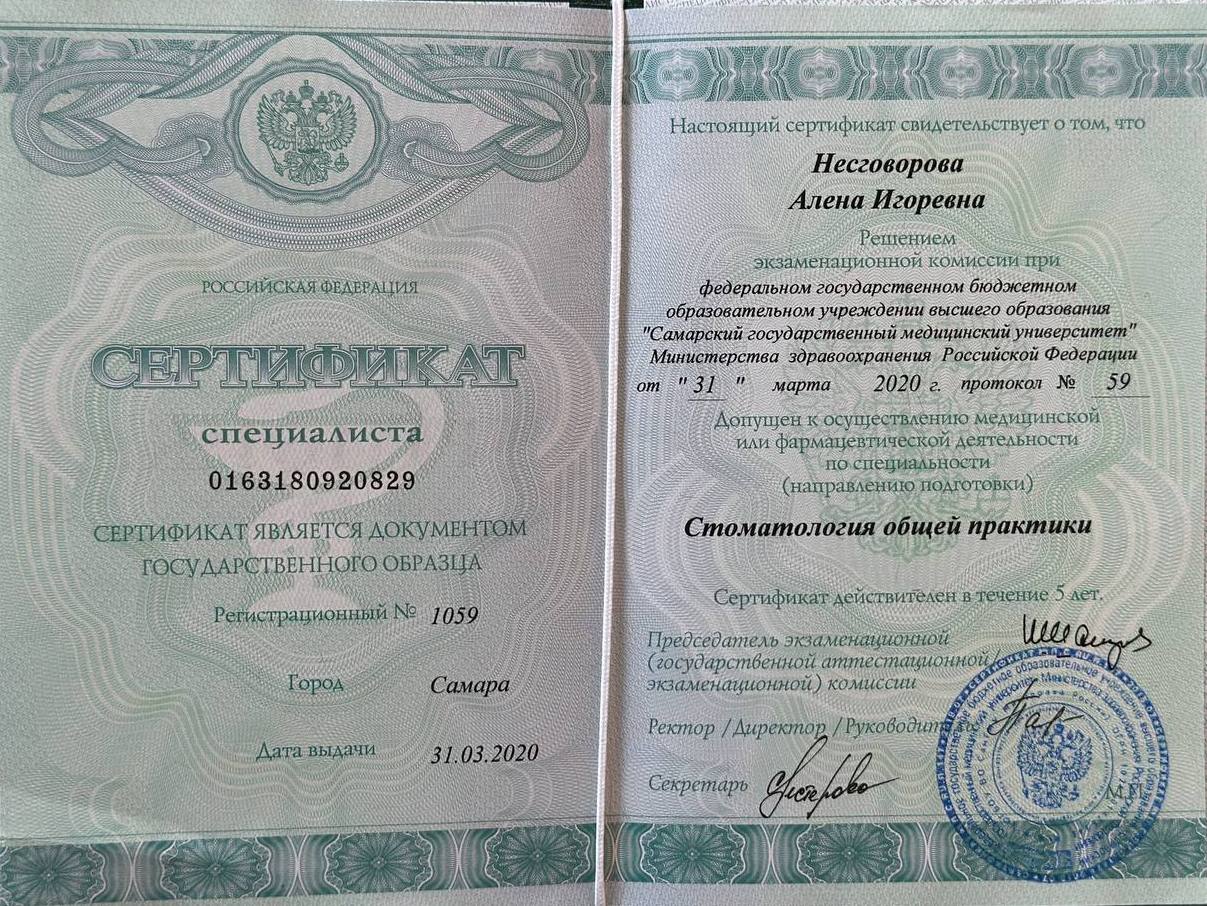 РОССИЙСКАЯ ФЕДЕРАЦИЯ
СЕРТИФИКАТ
специалиста
0163180920829
СЕРТИФИКАТ ЯВЛЯЕТСЯ ДОКУМЕНТОМ
ГОСУДАРСТВЕННОГО ОБРАЗЦА
Регистрационный № 1059
Город Самара
Дата выдачи 31.03.2020
Настоящий сертификат свидетельствует о том, что
Несговорова
Алена Игоревна
Решением
экзаменационной комиссии при
федеральном государственном бюджетном
образовательном учреждении высшего образования
"Самарский государственный медицинский университет"
Министерства здравоохранения Российской Федерации
от "31" марта 2020 г. протокол № 59
Допущен к осуществлению медицинской
или фармацевтической деятельности
по специальности
(направлению подготовки)
Стоматология общей практики
Сертификат действителен в течение 5 лет.
Председатель экзаменационной
(государственной аттестационной/
экзаменационной) комиссии
Ректор /Директор /Руководит
Секретарь
М.П.